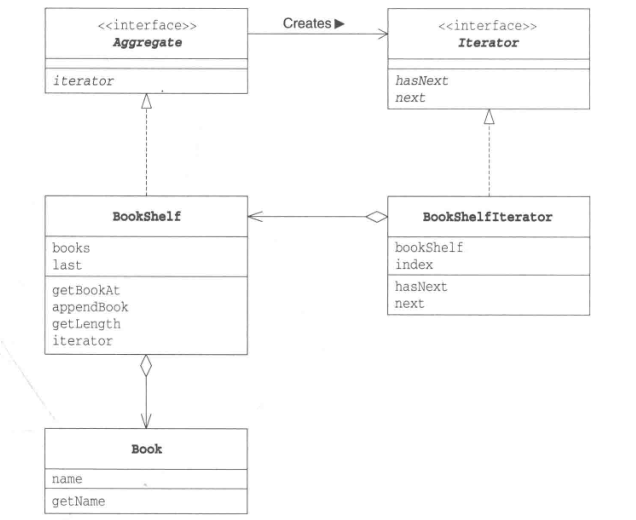 <<interface>>
Aggregate
iterator
Creates ▶
<<interface>>
Iterator
hasNext
next
BookShelf
books
last
getBookAt
appendBook
getLength
iterator
BookShelfIterator
bookShelf
index
hasNext
next
Book
name
getName